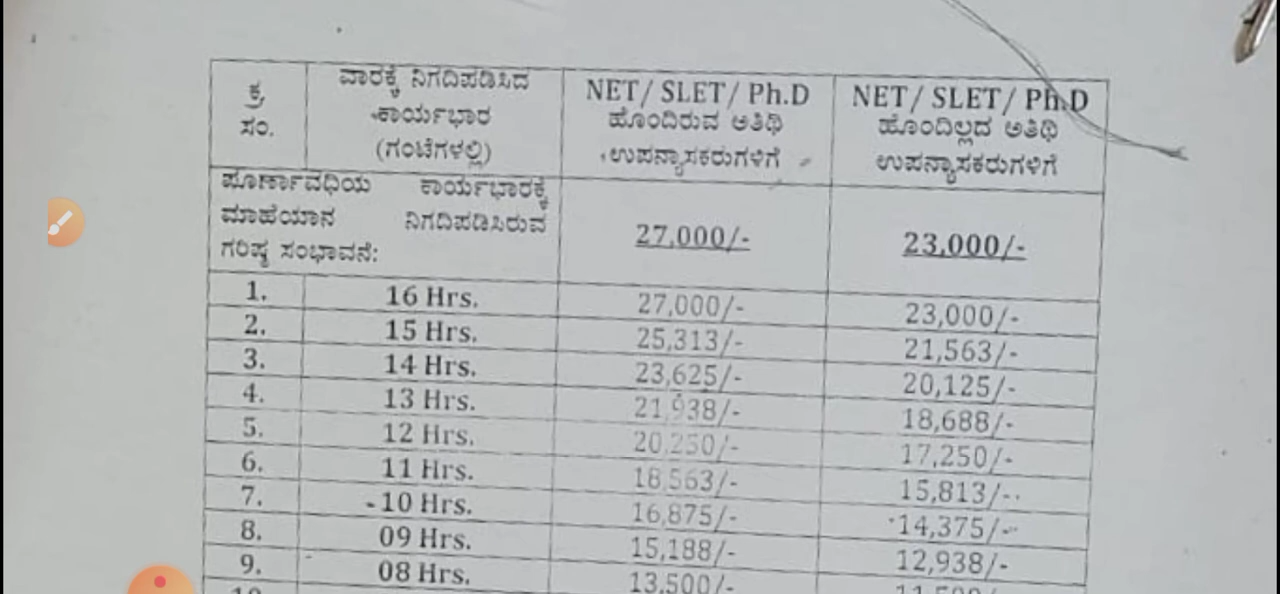 ಕ್ರ ಸಂ.
ವಾರಕ್ಕೆ ನಿಗದಿಪಡಿಸಿದ
ಕಾರ್ಯಭಾರ
(ಗಂಟೆಗಳಲ್ಲಿ)
NET/ SLET/ Ph.D
ಹೊಂದಿರುವ ಅತಿಥಿ
ಉಪನ್ಯಾಸಕರುಗಳಿಗೆ
NET/ SLET/ Ph.D
ಹೊಂದಿಲ್ಲದ ಅತಿಥಿ
ಉಪನ್ಯಾಸಕರುಗಳಿಗೆ
ಪೂರ್ಣಾವಧಿಯ ಕಾರ್ಯಭಾರಕ್ಕೆ
ಮಾಹೆಯಾನ ನಿಗದಿಪಡಿಸಿರುವ
ಗರಿಷ್ಠ ಸಂಭಾವನೆ:
27,000/- 23,000/-
1. 16 Hrs. 27,000/- 23,000/-
2. 15 Hrs. 25,313/- 21,563/-
3. 14 Hrs. 23,625/- 20,125/-
4. 13 Hrs. 21,938/- 18,688/-
5. 12 Hrs. 20,250/- 17,250/-
6. 11 Hrs. 18,563/- 15,813/-
7. 10 Hrs. 16,875/- 14,375/-
8. 09 Hrs. 15,188/- 12,938/-
9. 08 Hrs. 13,500/-